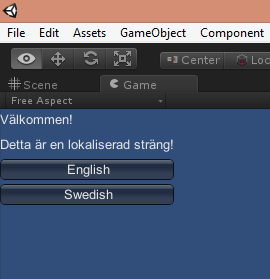 File Edit Assets GameObject Component
Center Loc
Scene Game
Free Aspect
Välkommen!
Detta är en lokaliserad sträng!
English
Swedish